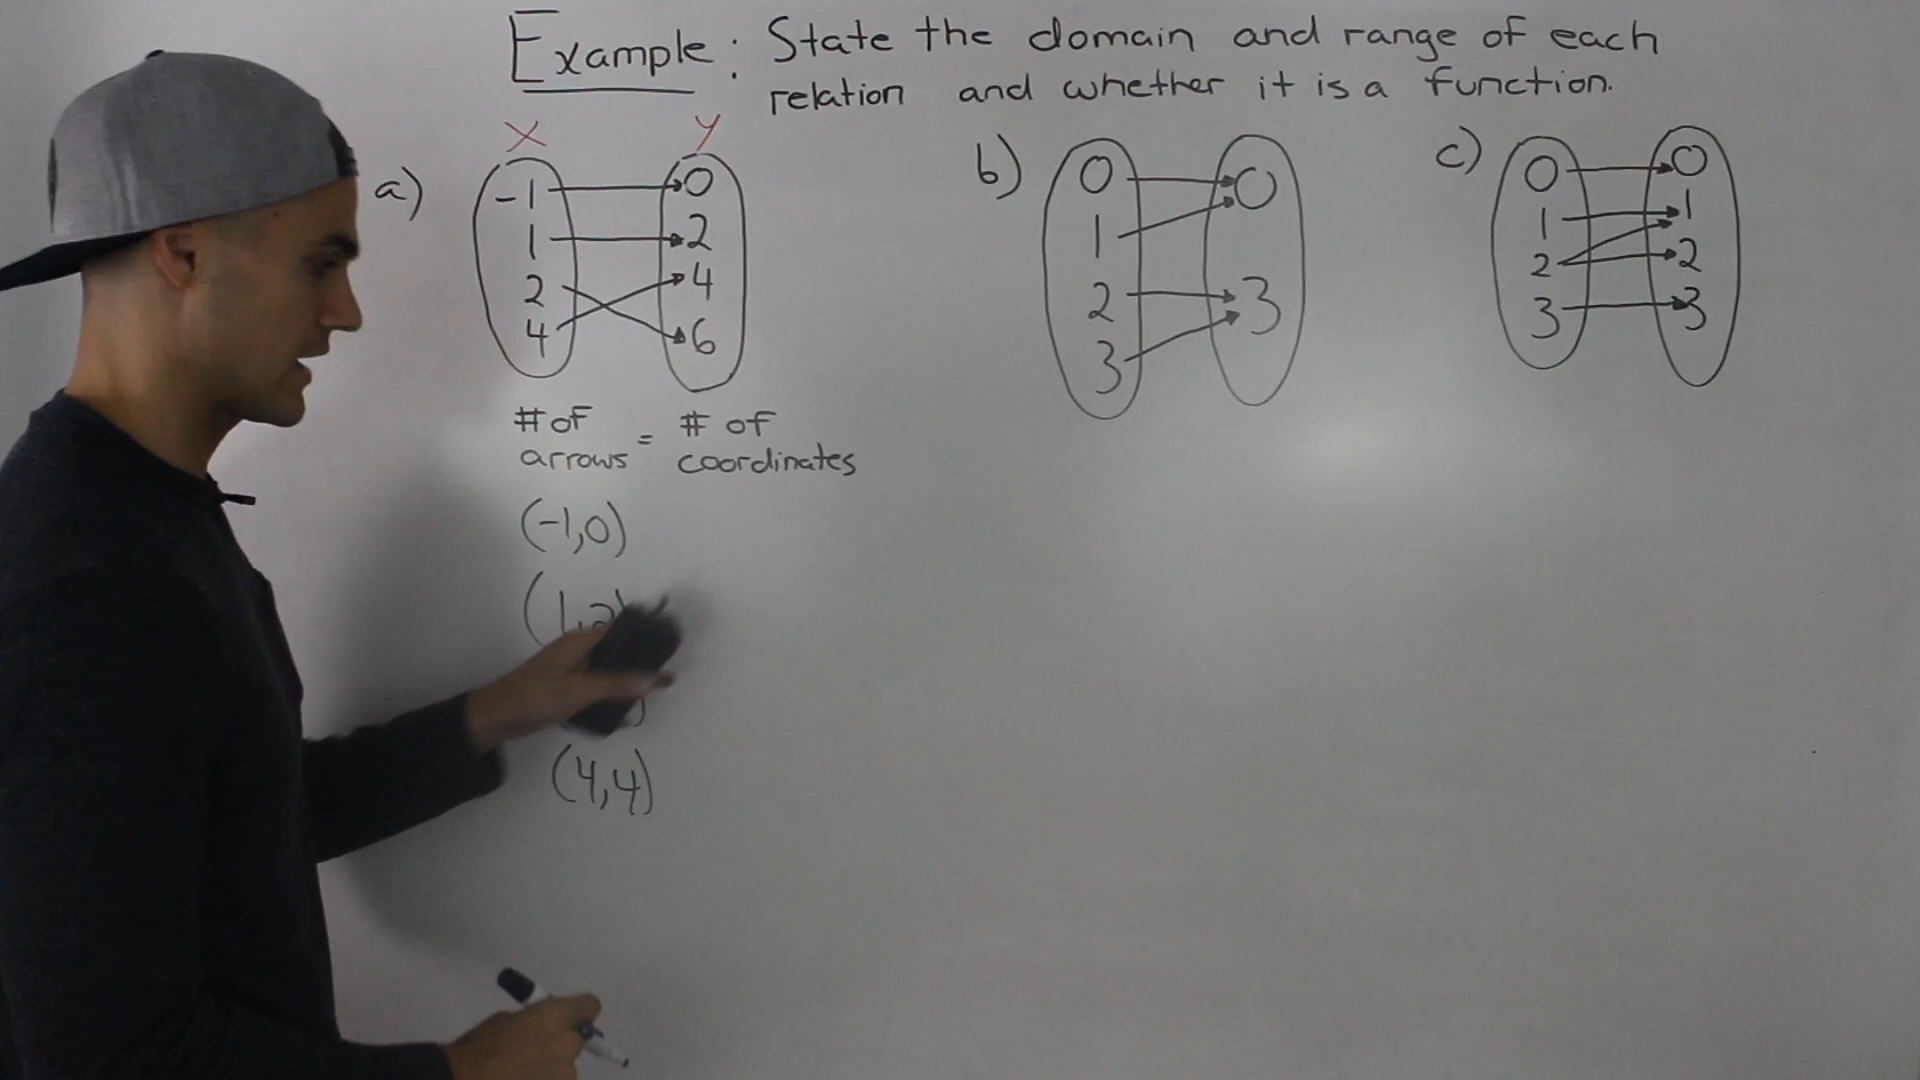 Example: State the domain and range of each
relation and whether it is a function.
x y
a)
-1 0
1 2
2 4
4 6
# of arrows = # of coordinates
(-1,0)
(1,2)
(4,4)
b)
0 0
1
2 3
3
c)
0 0
1 1
2 2
3 3